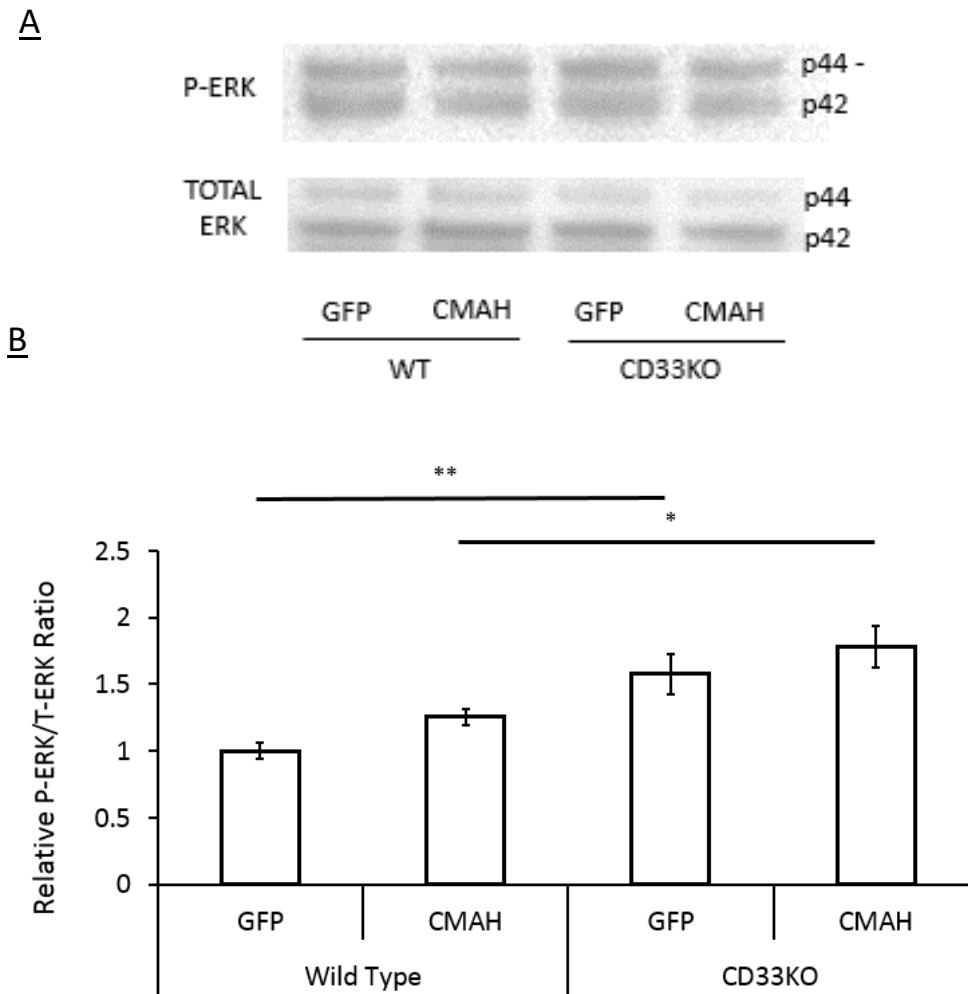 A
P-ERK
p44 -
p42
TOTAL
ERK
p44
p42
GFP CMAH GFP CMAH
WT CD33KO
B
**
*
Relative P-ERK/T-ERK Ratio
2.5
2
1.5
1
0.5
0
GFP CMAH GFP CMAH
Wild Type CD33KO